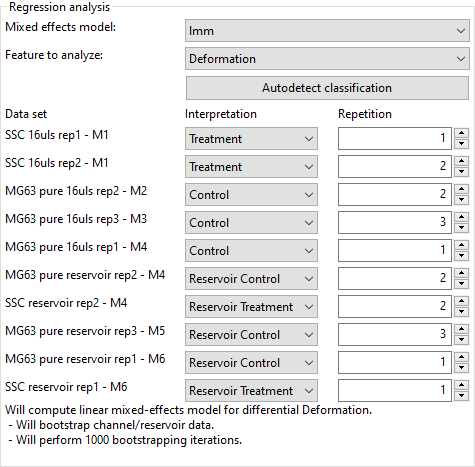 Regression analysis
Mixed effects model: lmm
Feature to analyze: Deformation
Autodetect classification
Data set Interpretation Repetition
SSC 16uls rep1 - M1 Treatment 1
SSC 16uls rep2 - M1 Treatment 2
MG63 pure 16uls rep2 - M2 Control 2
MG63 pure 16uls rep3 - M3 Control 3
MG63 pure 16uls rep1 - M4 Control 1
MG63 pure reservoir rep2 - M4 Reservoir Control 2
SSC reservoir rep2 - M4 Reservoir Treatment 2
MG63 pure reservoir rep3 - M5 Reservoir Control 3
MG63 pure reservoir rep1 - M6 Reservoir Control 1
SSC reservoir rep1 - M6 Reservoir Treatment 1
Will compute linear mixed-effects model for differential Deformation.
- Will bootstrap channel/reservoir data.
- Will perform 1000 bootstrapping iterations.